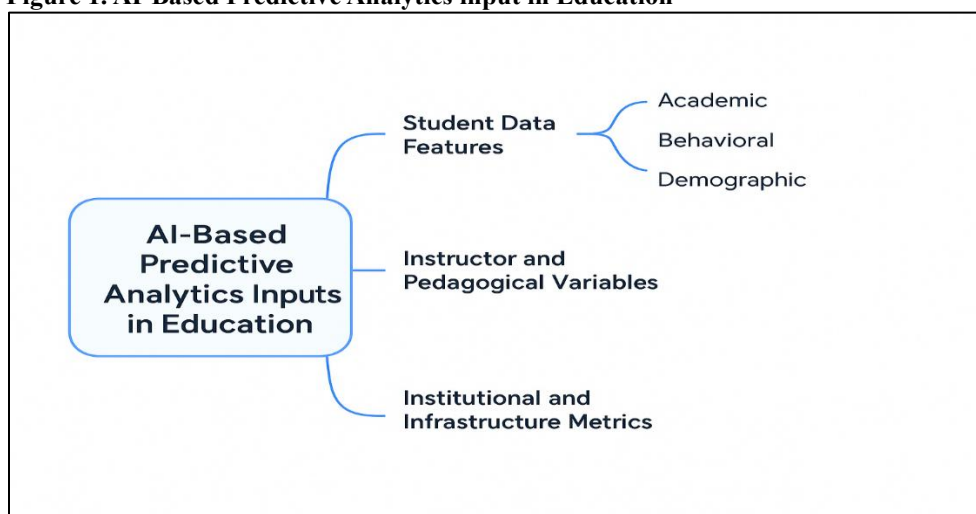 Figure 1. AI-Based Predictive Analytics Input in Education
AI-Based
Predictive
Analytics Inputs
in Education
Student Data
Features
Academic
Behavioral
Demographic
Instructor and
Pedagogical Variables
Institutional and
Infrastructure Metrics